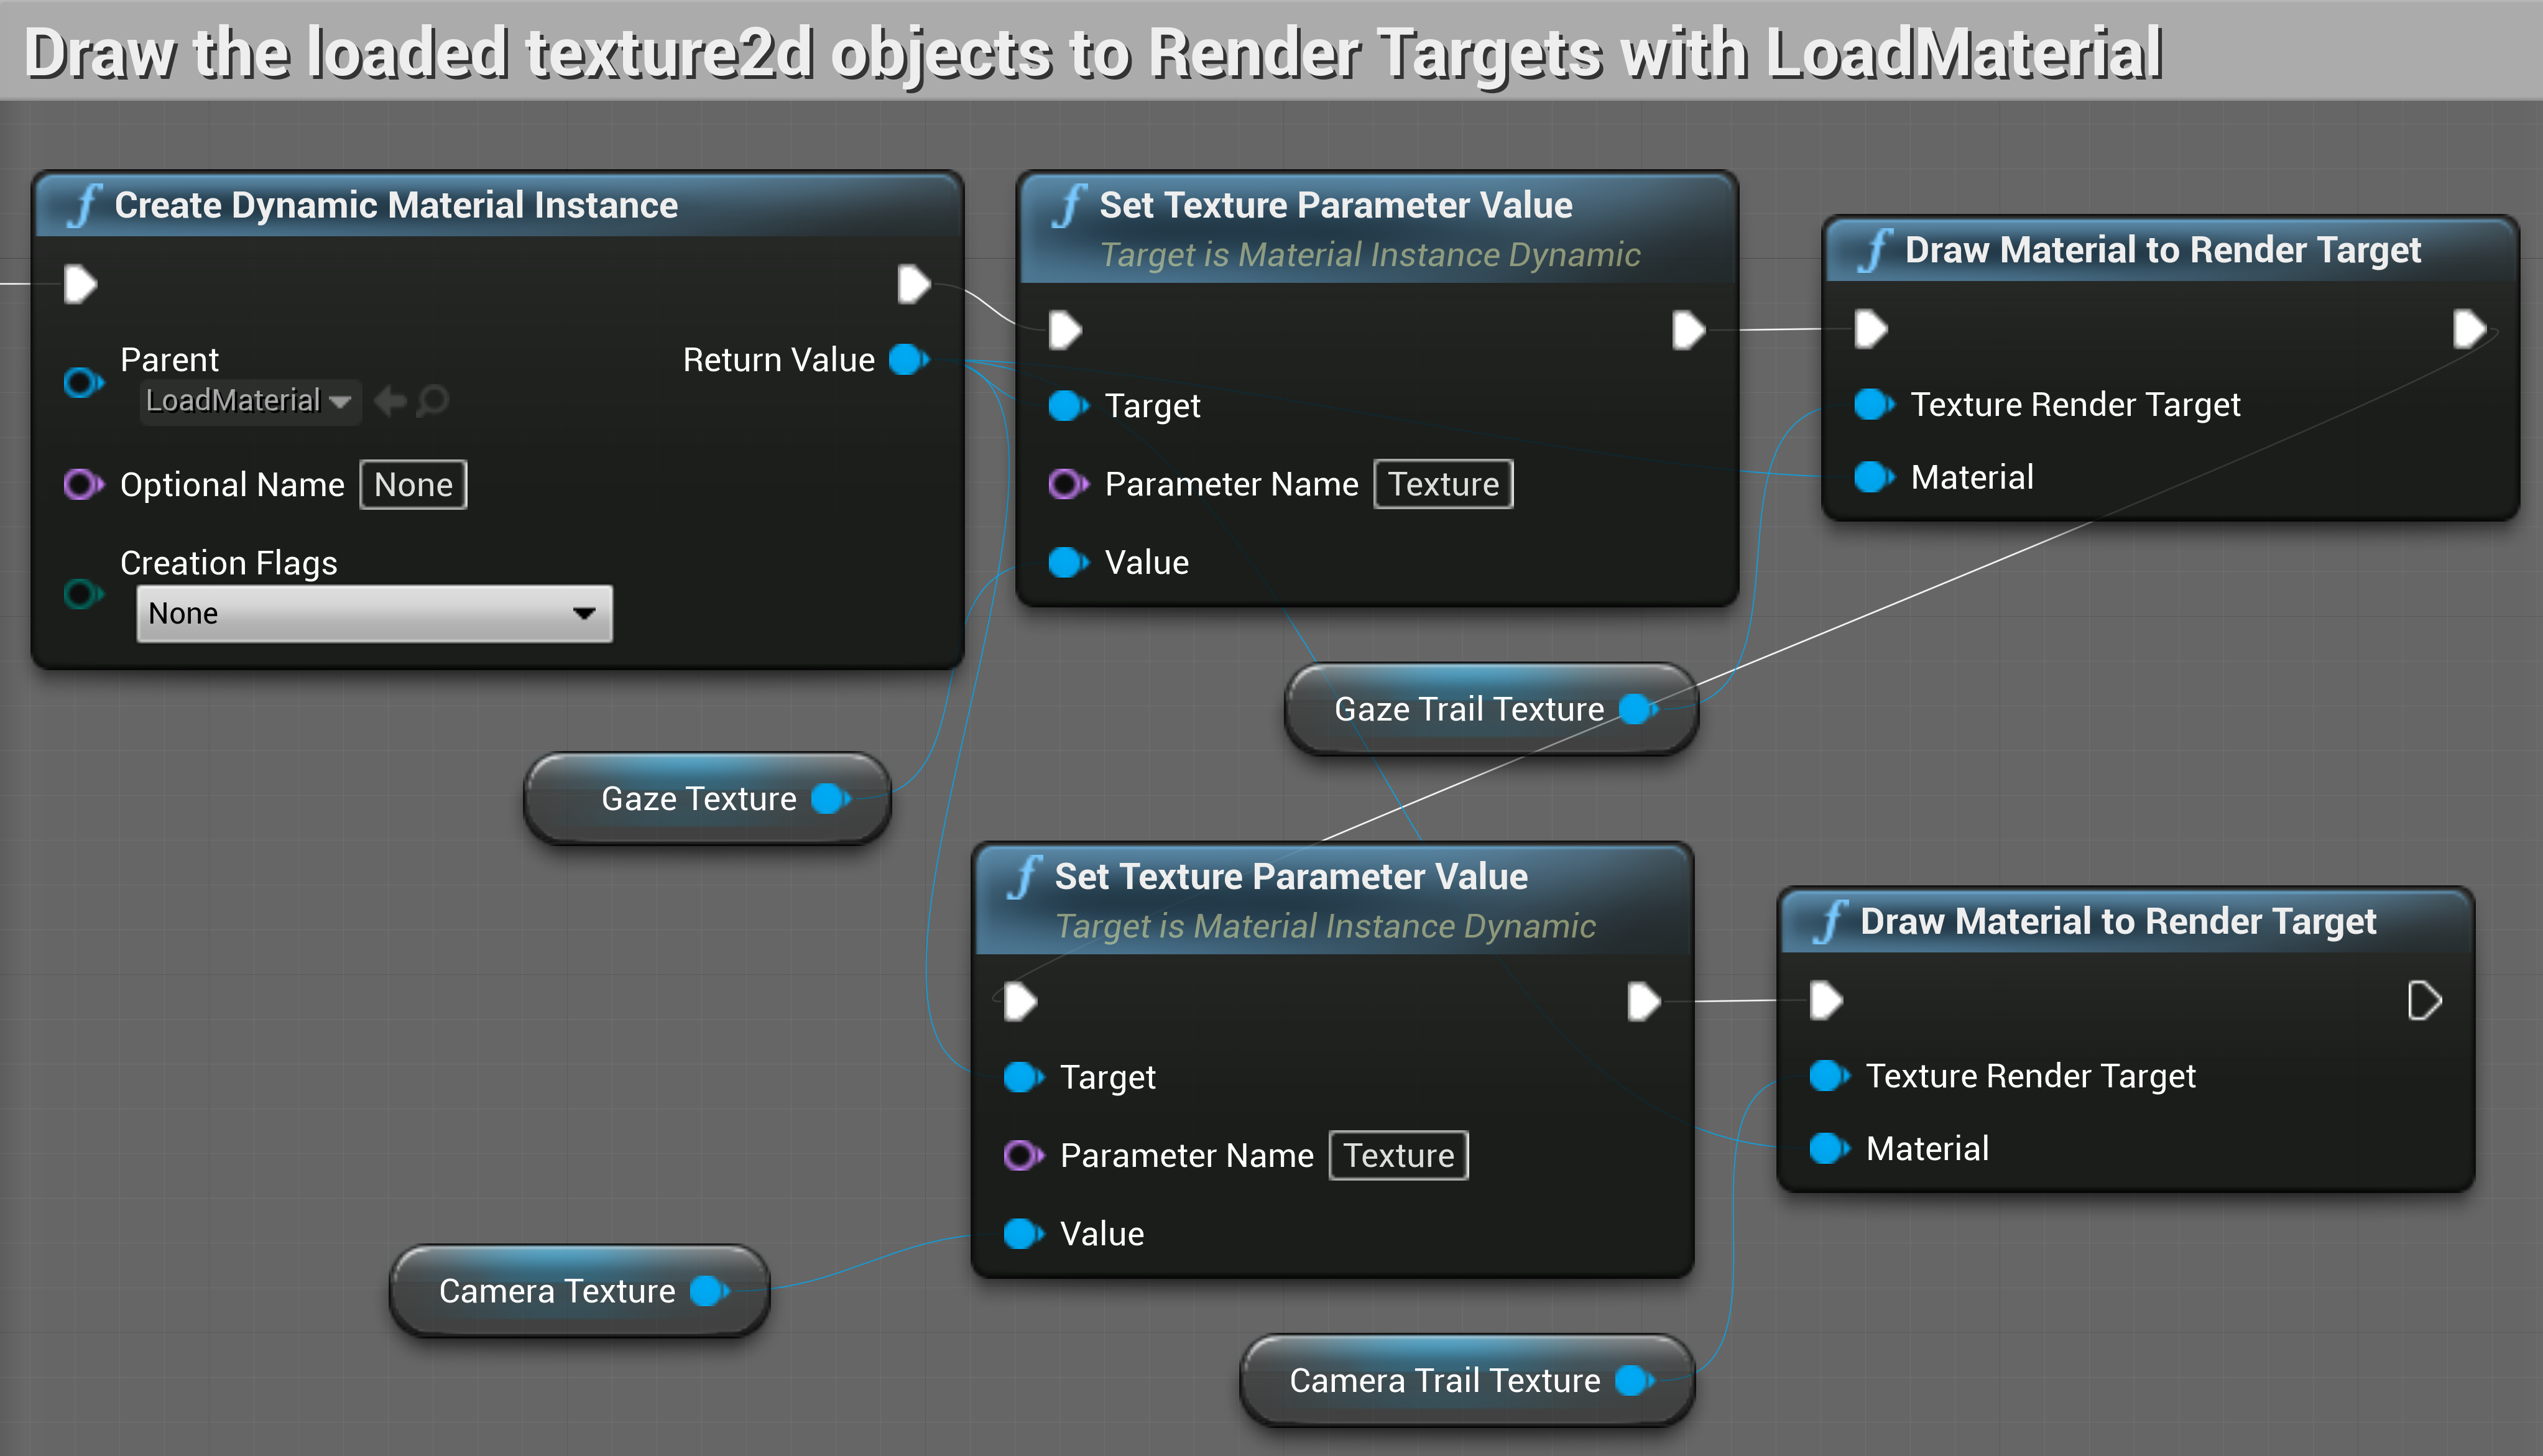 Draw the loaded texture2d objects to Render Targets with LoadMaterial
Create Dynamic Material Instance
Parent
LoadMaterial
Return Value
Optional Name None
Creation Flags
None
Set Texture Parameter Value
Target is Material Instance Dynamic
Target
Parameter Name Texture
Value
Draw Material to Render Target
Texture Render Target
Material
Gaze Trail Texture
Gaze Texture
Set Texture Parameter Value
Target is Material Instance Dynamic
Target
Parameter Name Texture
Value
Draw Material to Render Target
Texture Render Target
Material
Camera Texture
Camera Trail Texture